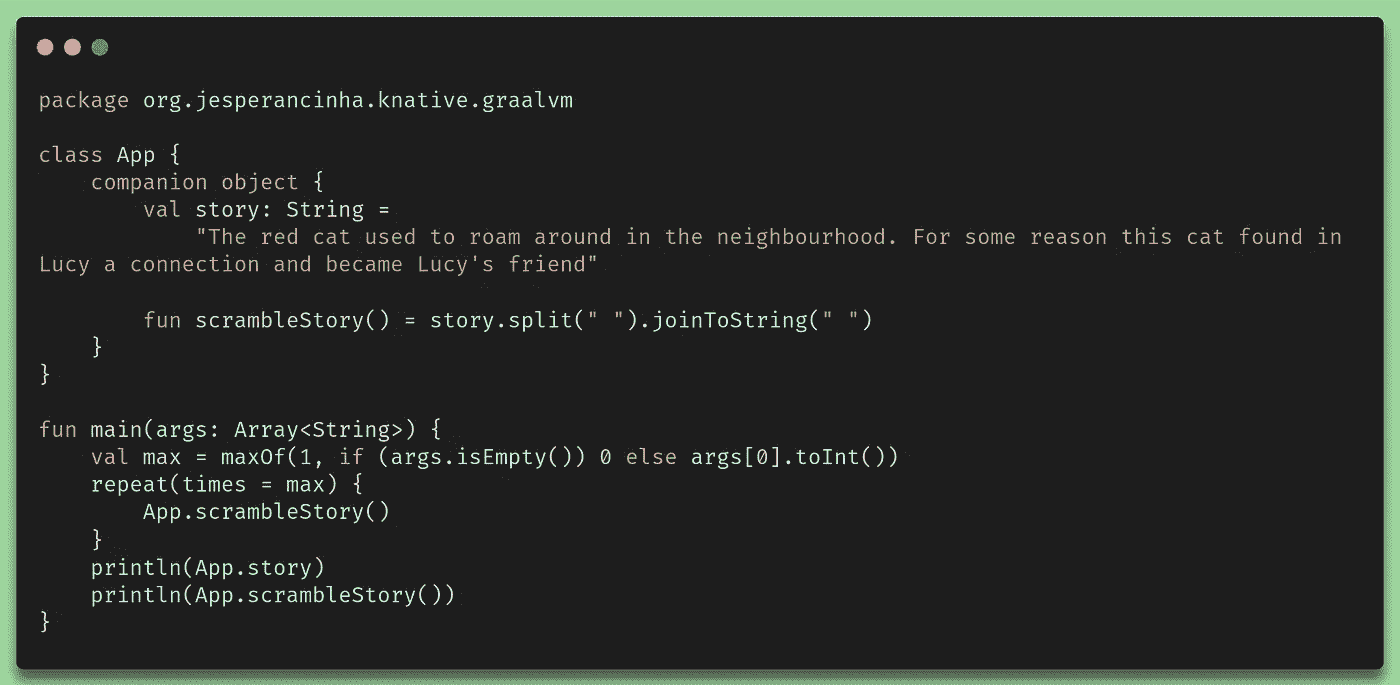 package org.jesperancinha.knative.graalvm
class App {
    companion object {
        val story: String =
            "The red cat used to roam around in the neighbourhood. For some reason this cat found in
Lucy a connection and became Lucy's friend"
        fun scrambleStory() = story.split(" ").joinToString(" ")
    }
}
fun main(args: Array<String>) {
    val max = maxOf(1, if (args.isEmpty()) 0 else args[0].toInt())
    repeat(times = max) {
        App.scrambleStory()
    }
    println(App.story)
    println(App.scrambleStory())
}